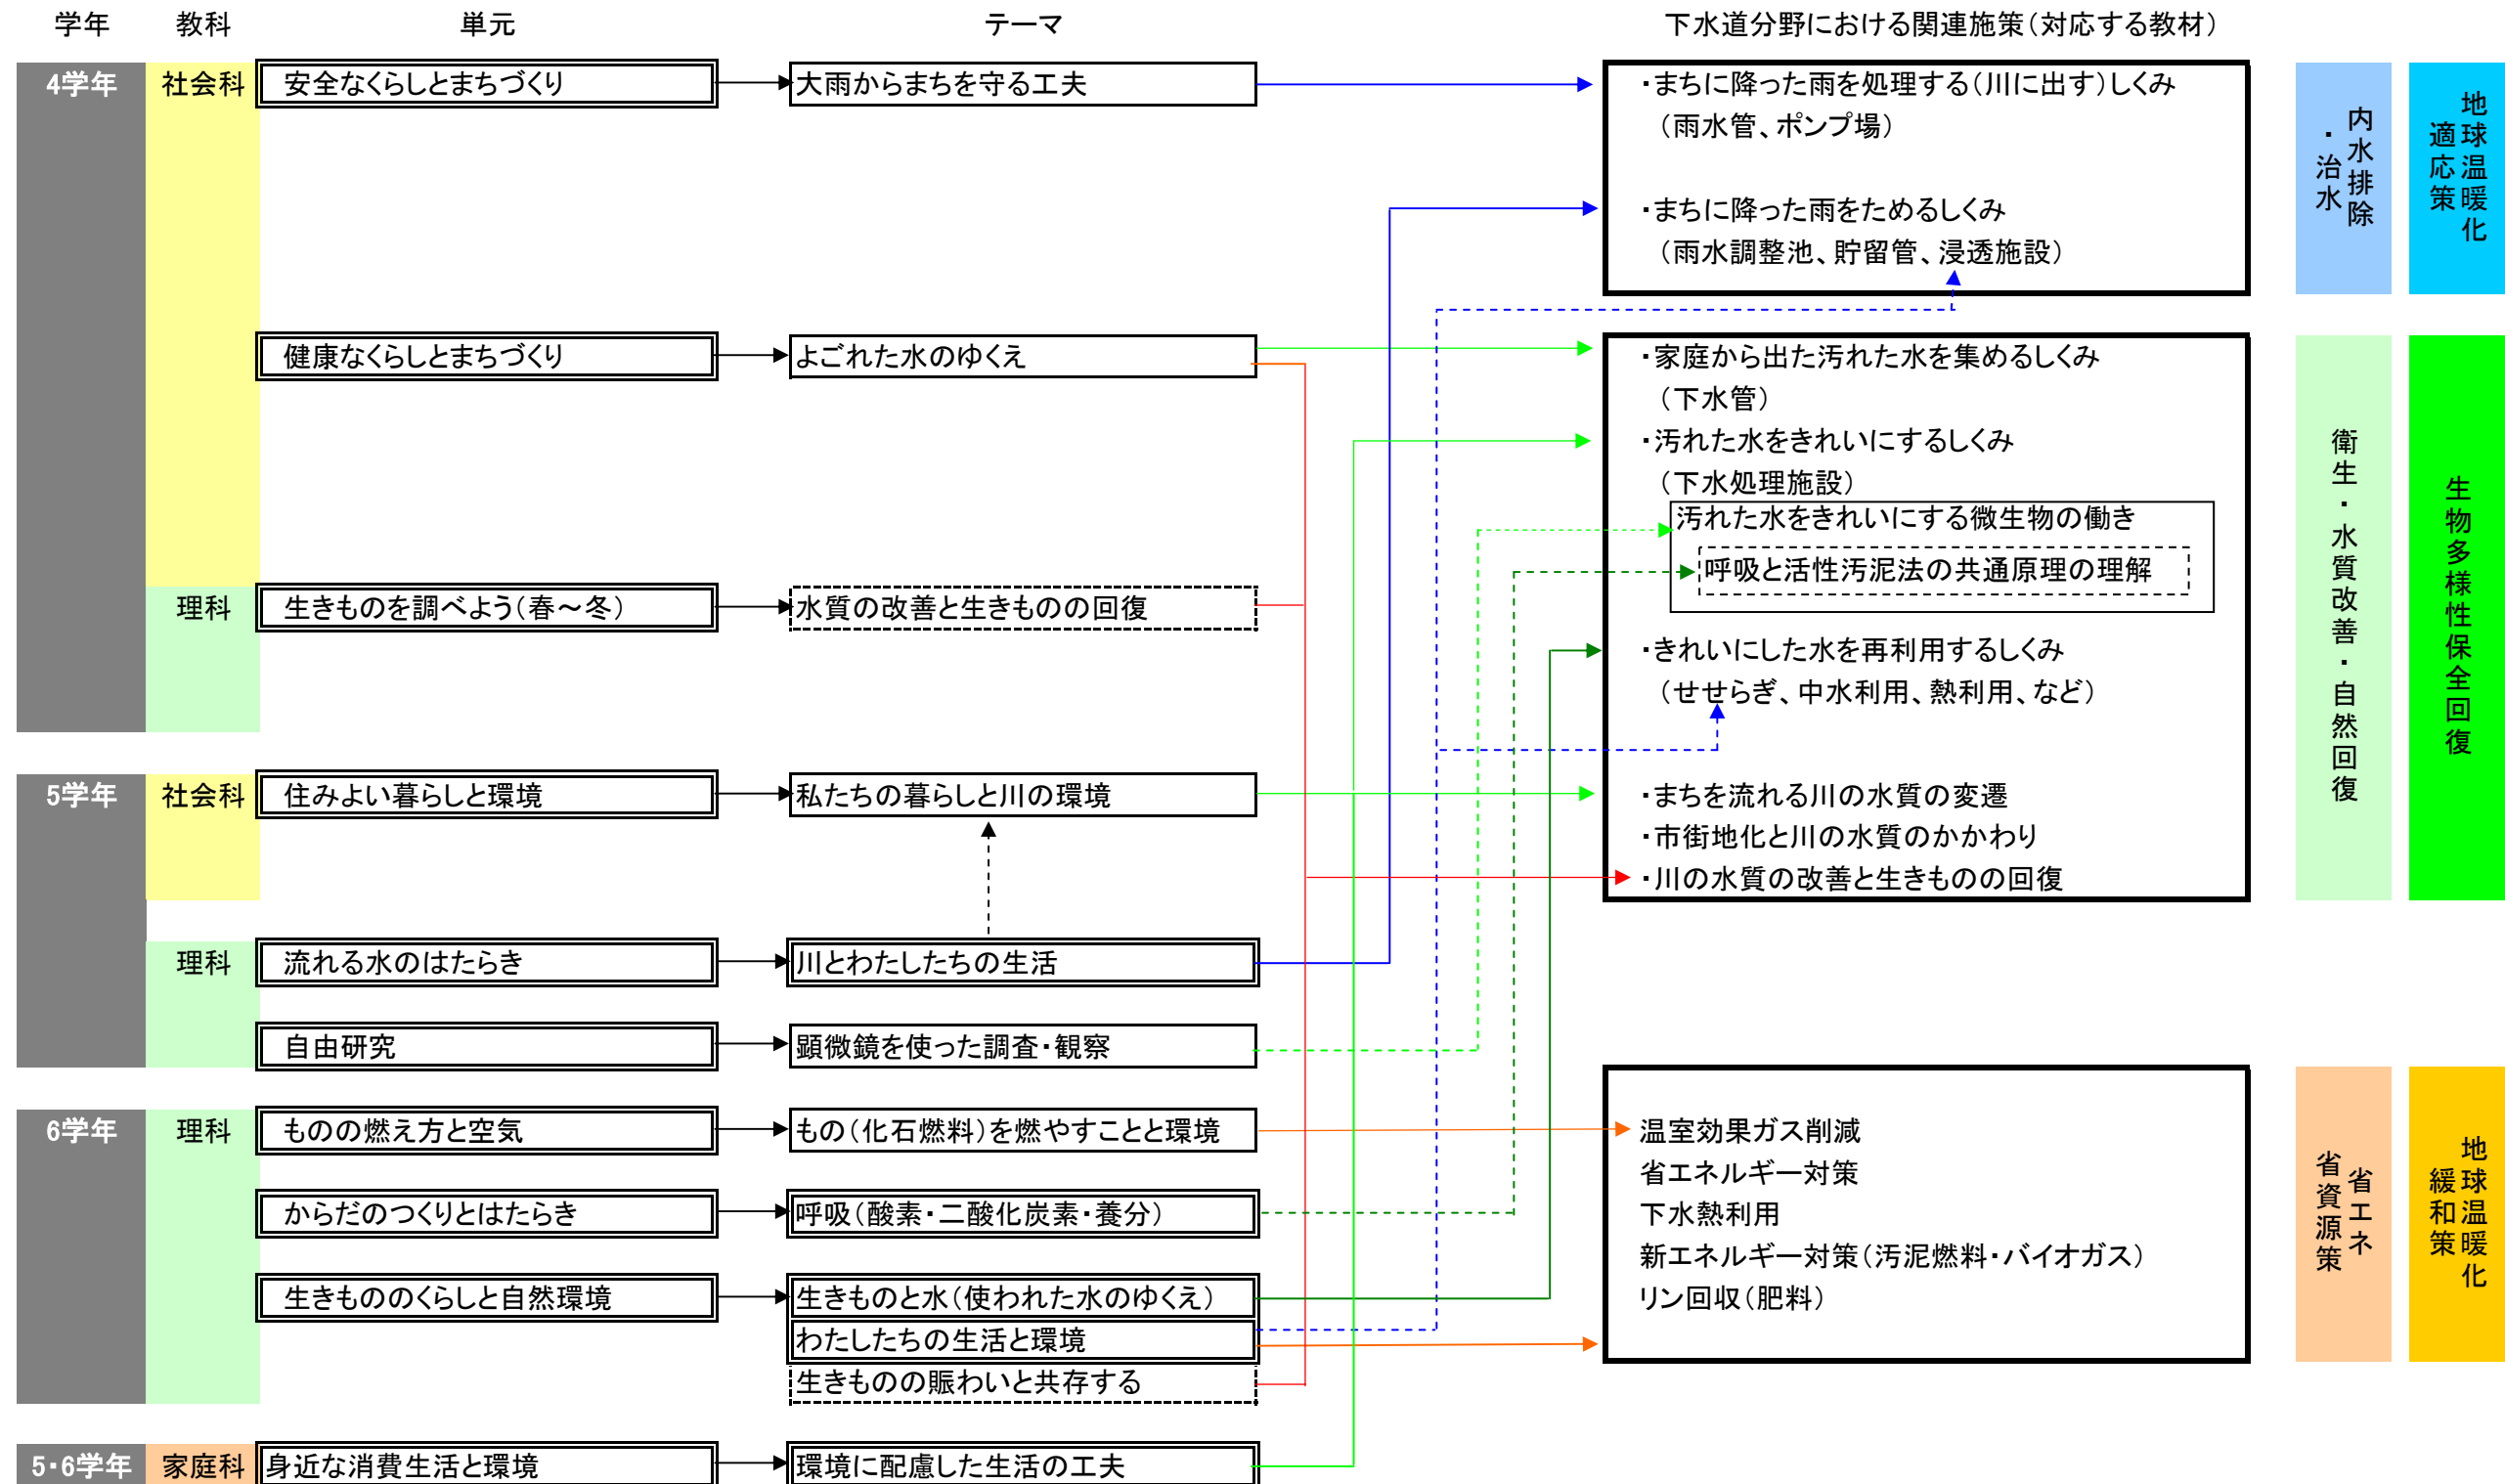 学年 教科 単元 テーマ 下水道分野における関連施策(対応する教材)
4学年 社会科 安全なくらしとまちづくり 大雨からまちを守る工夫
・まちに降った雨を処理する(川に出す)しくみ
(雨水管、ポンプ場)
・まちに降った雨をためるしくみ
(雨水調整池、貯留管、浸透施設)
内水排除
・治水
地球温暖化
適応策
健康なくらしとまちづくり よごれた水のゆくえ
・家庭から出た汚れた水を集めるしくみ
(下水管)
・汚れた水をきれいにするしくみ
(下水処理施設)
汚れた水をきれいにする微生物の働き
呼吸と活性汚泥法の共通原理の理解
理科 生きものを調べよう(春~冬) 水質の改善と生きものの回復
・きれいにした水を再利用するしくみ
(せせらぎ、中水利用、熱利用、など)
5学年 社会科 住みよい暮らしと環境 私たちの暮らしと川の環境
・まちを流れる川の水質の変遷
・市街地化と川の水質のかかわり
・川の水質の改善と生きものの回復
衛生・水質改善・自然回復
生物多様性保全回復
理科 流れる水のはたらき 川とわたしたちの生活
自由研究 顕微鏡を使った調査・観察
6学年 理科 ものの燃え方と空気 もの(化石燃料)を燃やすことと環境
温室効果ガス削減
省エネルギー対策
下水熱利用
新エネルギー対策(汚泥燃料・バイオガス)
リン回収(肥料)
省エネ
省資源策
地球温暖化
緩和策
からだのつくりとはたらき 呼吸(酸素・二酸化炭素・養分)
生きもののくらしと自然環境 生きものと水(使われた水のゆくえ)
わたしたちの生活と環境
生きものの賑わいと共存する
5・6学年 家庭科 身近な消費生活と環境 環境に配慮した生活の工夫